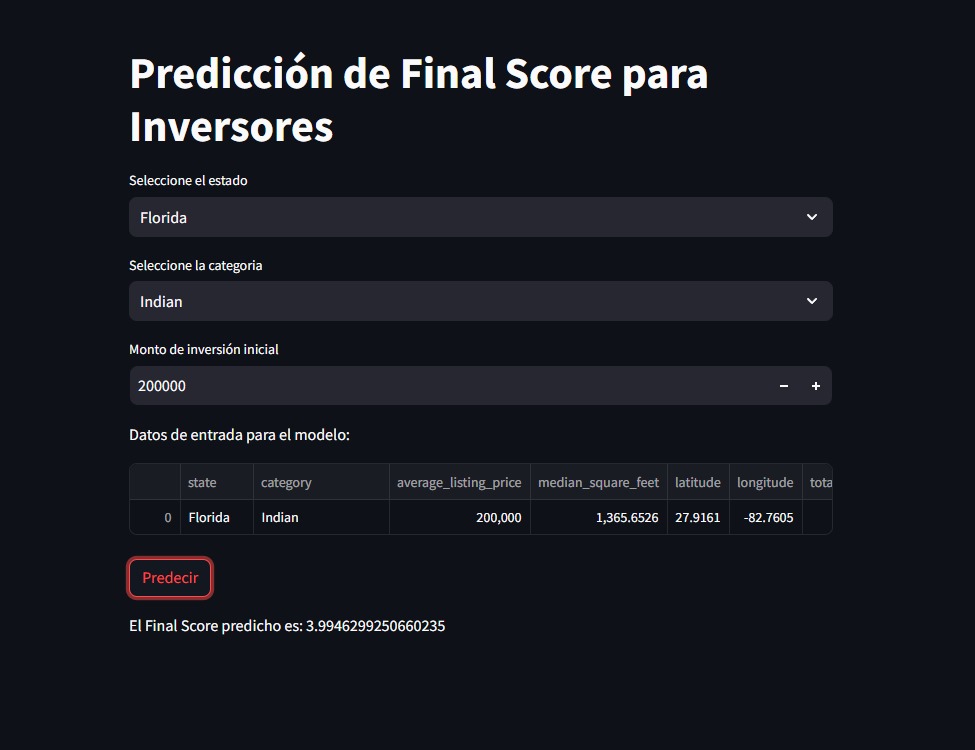 Predicción de Final Score para
Inversores
Seleccione el estado
Florida
Seleccione la categoria
Indian
Monto de inversión inicial
200000
Datos de entrada para el modelo:
state category average_listing_price median_square_feet latitude longitude tota
0 Florida Indian 200,000 1,365.6526 27.9161 -82.7605
Predecir
El Final Score predicho es: 3.9946299250660235